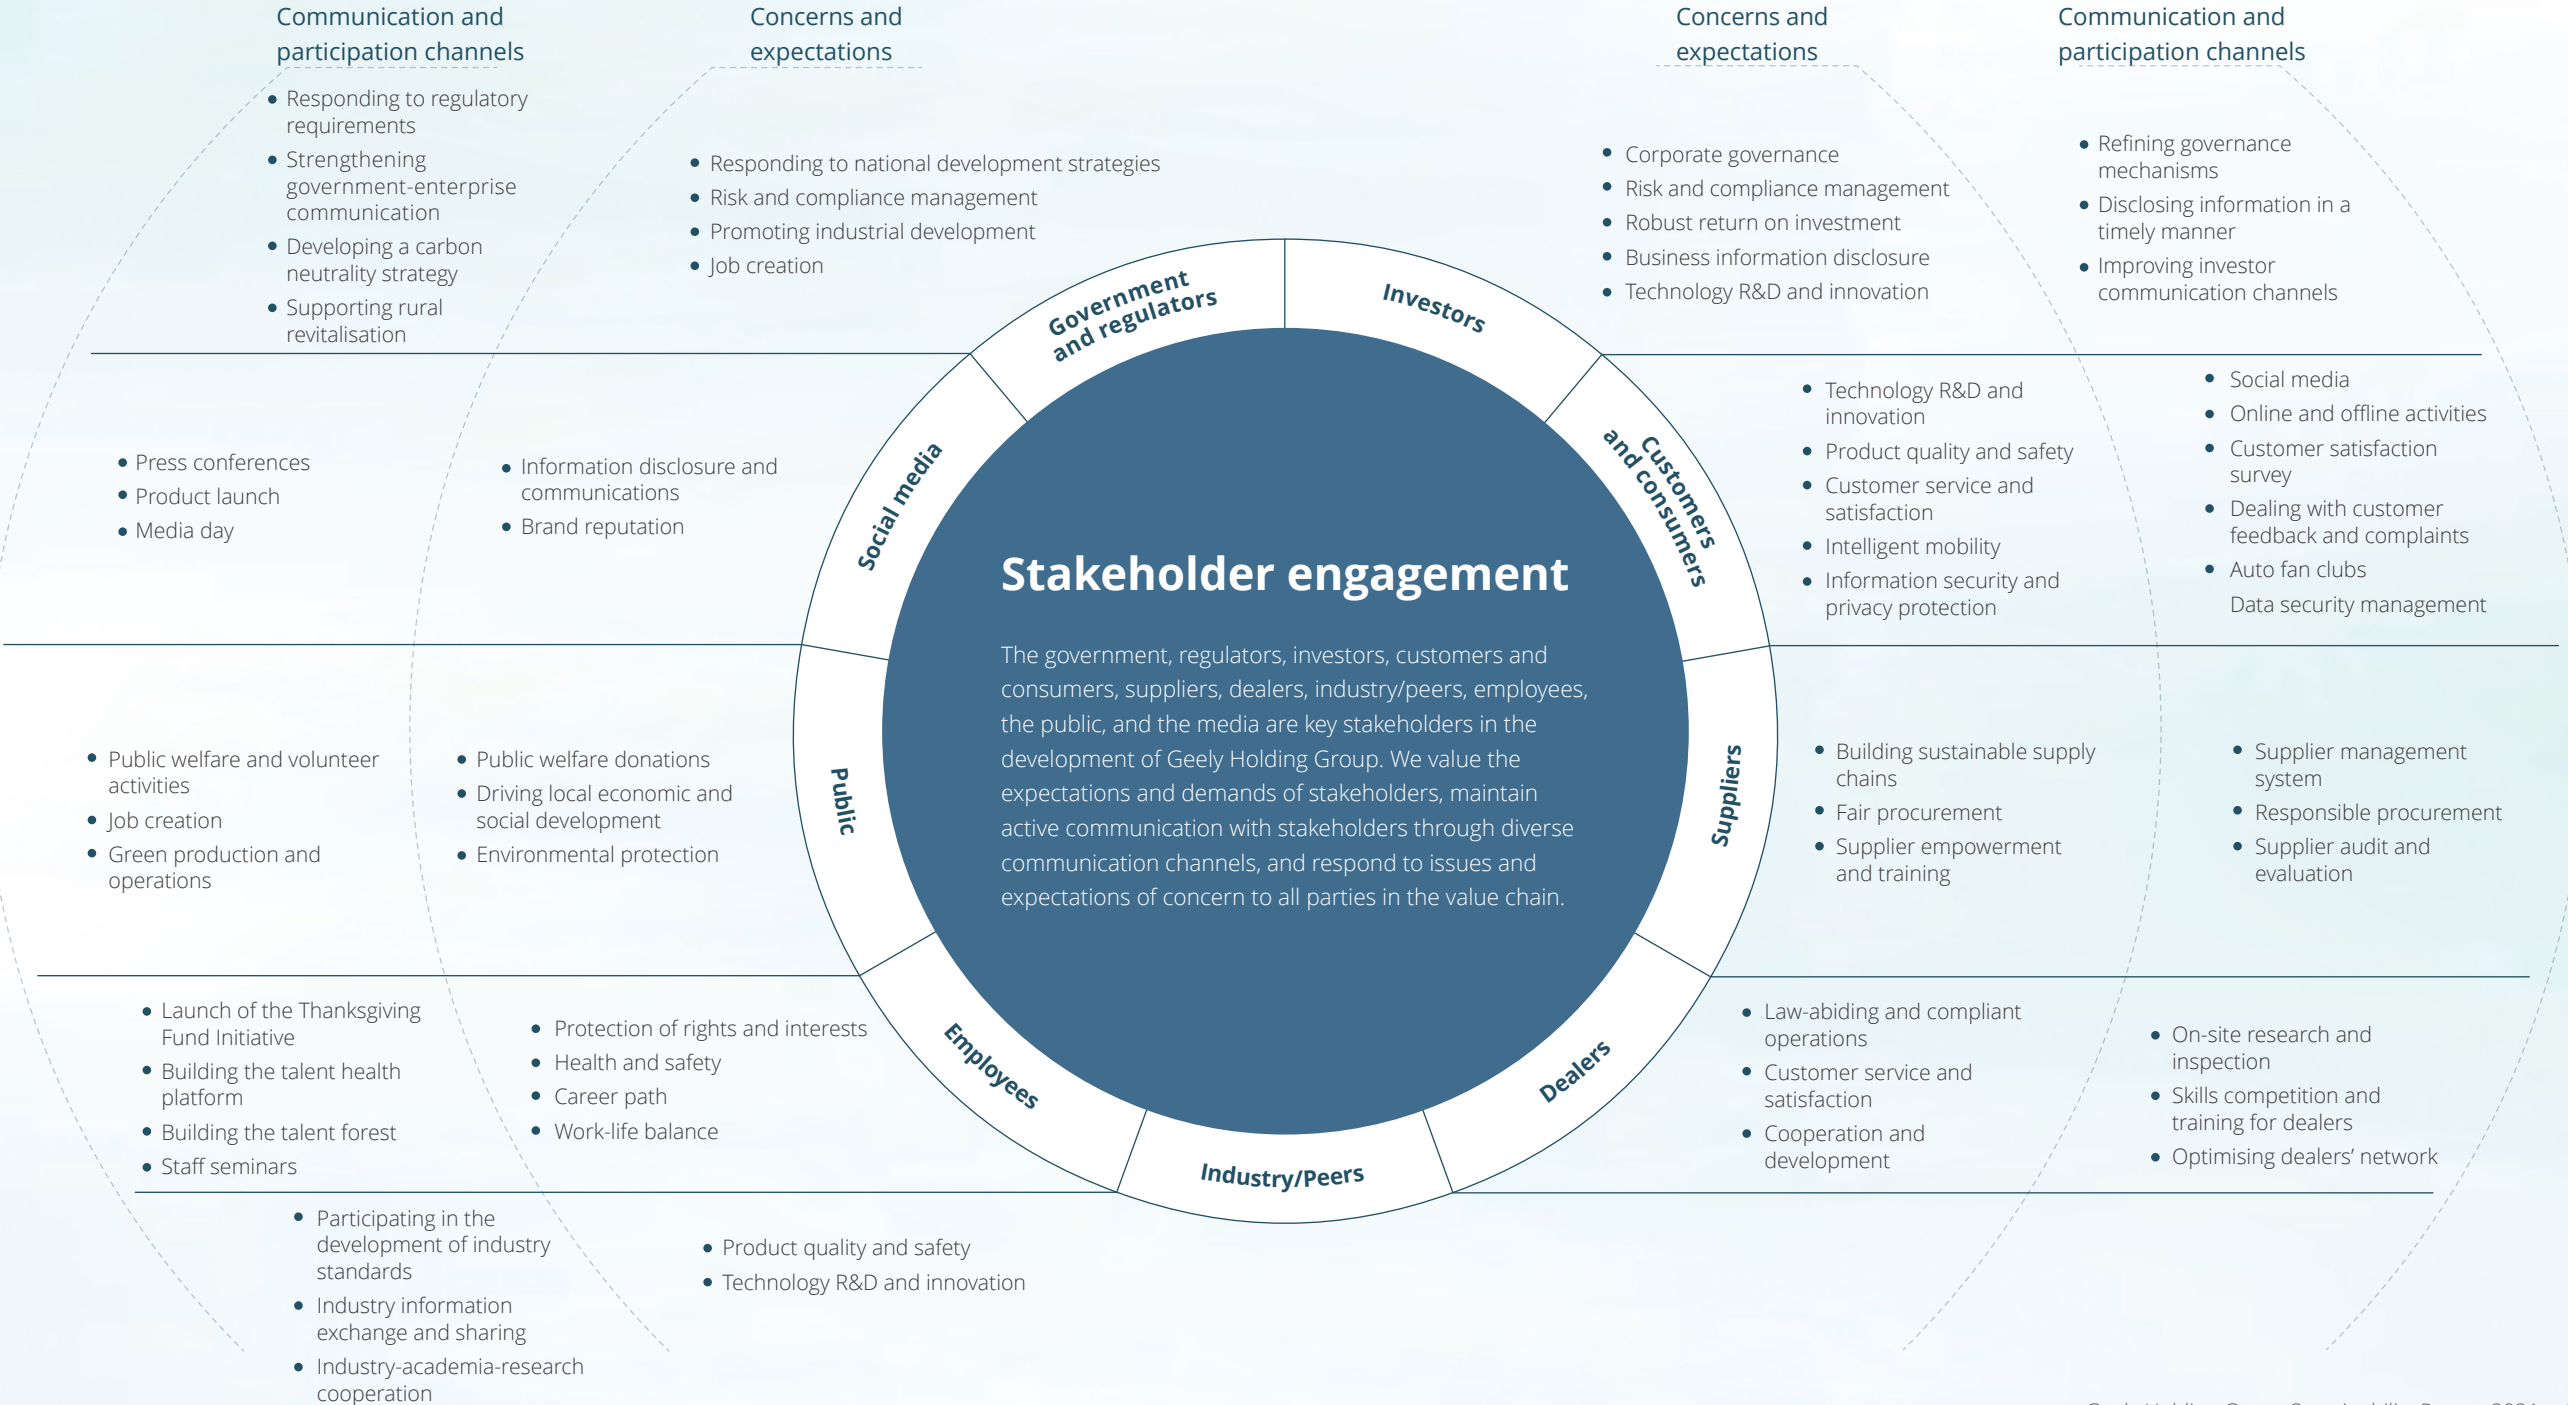 Communication and
participation channels
Concerns and
expectations
Concerns and
expectations
Communication and
participation channels
• Responding to regulatory
requirements
• Strengthening
government-enterprise
communication
• Developing a carbon
neutrality strategy
• Supporting rural
revitalisation
• Responding to national development strategies
• Risk and compliance management
• Promoting industrial development
• Job creation
Government
and regulators
Investors
• Corporate governance
• Risk and compliance management
• Robust return on investment
• Business information disclosure
• Technology R&D and innovation
• Refining governance
mechanisms
• Disclosing information in a
timely manner
• Improving investor
communication channels
• Press conferences
• Product launch
• Media day
• Information disclosure and
communications
• Brand reputation
Social media
Customers
and consumers
• Technology R&D and
innovation
• Product quality and safety
• Customer service and
satisfaction
• Intelligent mobility
• Information security and
privacy protection
• Social media
• Online and offline activities
• Customer satisfaction
survey
• Dealing with customer
feedback and complaints
• Auto fan clubs
Data security management
Stakeholder engagement
The government, regulators, investors, customers and
consumers, suppliers, dealers, industry/peers, employees,
the public, and the media are key stakeholders in the
development of Geely Holding Group. We value the
expectations and demands of stakeholders, maintain
active communication with stakeholders through diverse
communication channels, and respond to issues and
expectations of concern to all parties in the value chain.
• Public welfare and volunteer
activities
• Job creation
• Green production and
operations
• Public welfare donations
• Driving local economic and
social development
• Environmental protection
Public
Suppliers
• Building sustainable supply
chains
• Fair procurement
• Supplier empowerment
and training
• Supplier management
system
• Responsible procurement
• Supplier audit and
evaluation
• Launch of the Thanksgiving
Fund Initiative
• Building the talent health
platform
• Building the talent forest
• Staff seminars
• Protection of rights and interests
• Health and safety
• Career path
• Work-life balance
Employees
Dealers
• Law-abiding and compliant
operations
• Customer service and
satisfaction
• Cooperation and
development
• On-site research and
inspection
• Skills competition and
training for dealers
• Optimising dealers’ network
Industry/Peers
• Participating in the
development of industry
standards
• Industry information
exchange and sharing
• Industry-academia-research
cooperation
• Product quality and safety
• Technology R&D and innovation